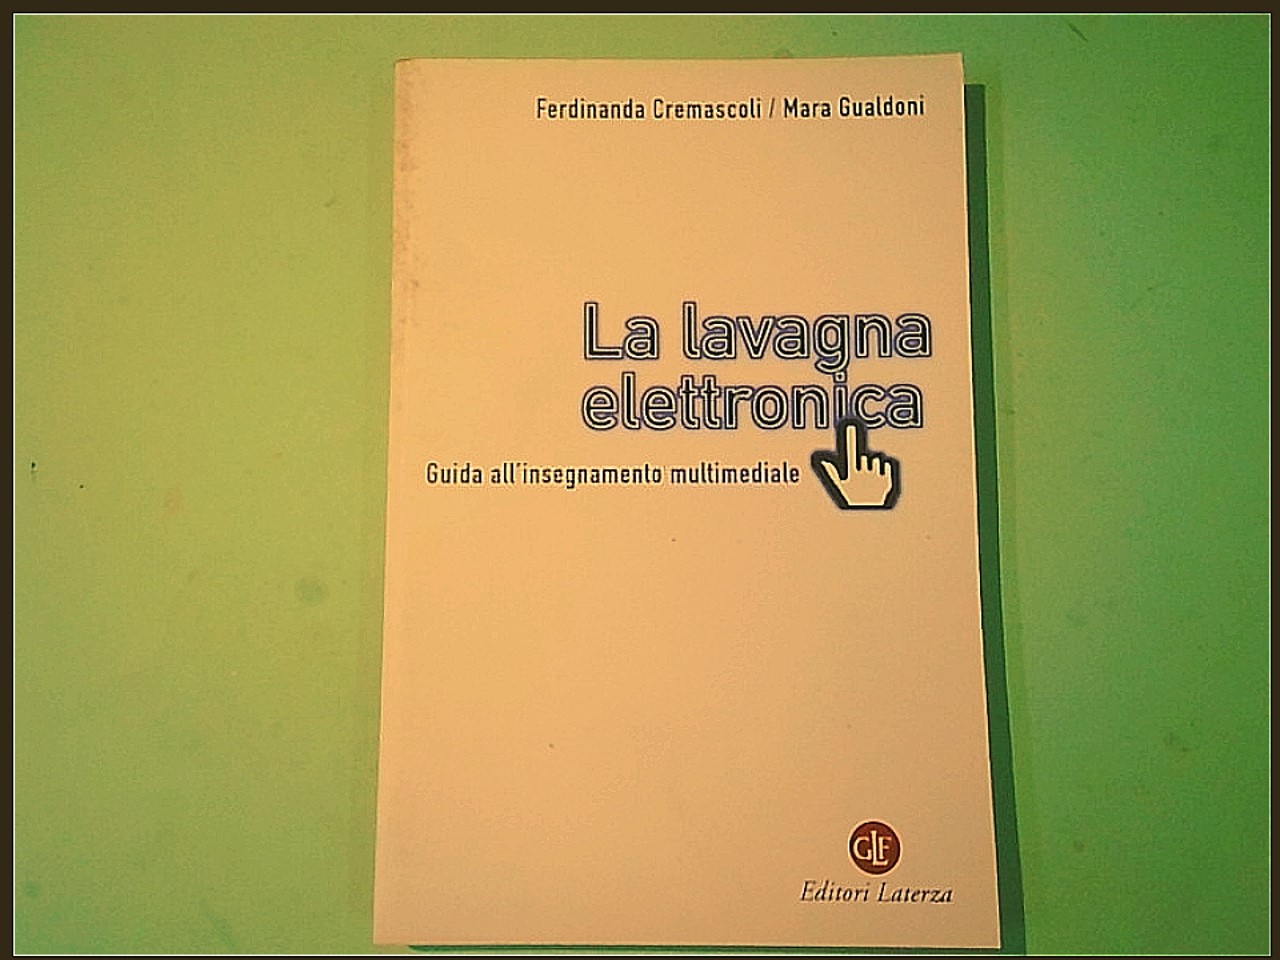 Ferdinanda Cremascoli / Mara Gualdoni
La lavagna
elettronica
Guida all'insegnamento multimediale
GLF
Editori Laterza